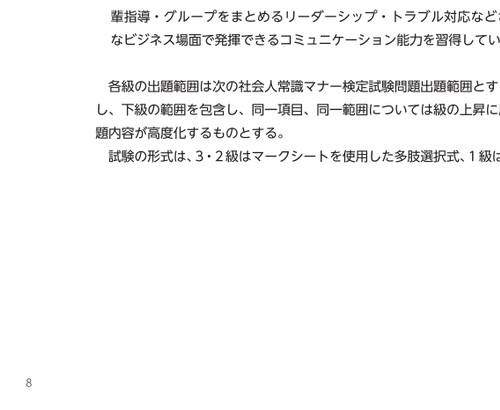 輩指導・グループをまとめるリーダーシップ・トラブル対応など
なビジネス場面で発揮できるコミュニケーション能力を習得してい
各級の出題範囲は次の社会人常識マナー検定試験問題出題範囲とす
し、下級の範囲を包含し、同一項目、同一範囲については級の上昇に
題内容が高度化するものとする。
試験の形式は、3・2級はマークシートを使用した多肢選択式、1級は
8